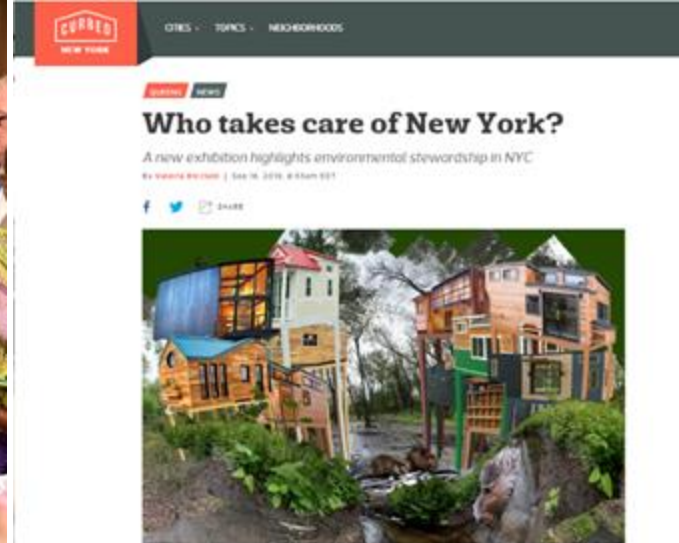 CURBED
NEW YORK
CITIES TOPICS NEIGHBORHOODS
QUEENS NEWS
Who takes care of New York?
A new exhibition highlights environmental stewardship in NYC
By
SHARE